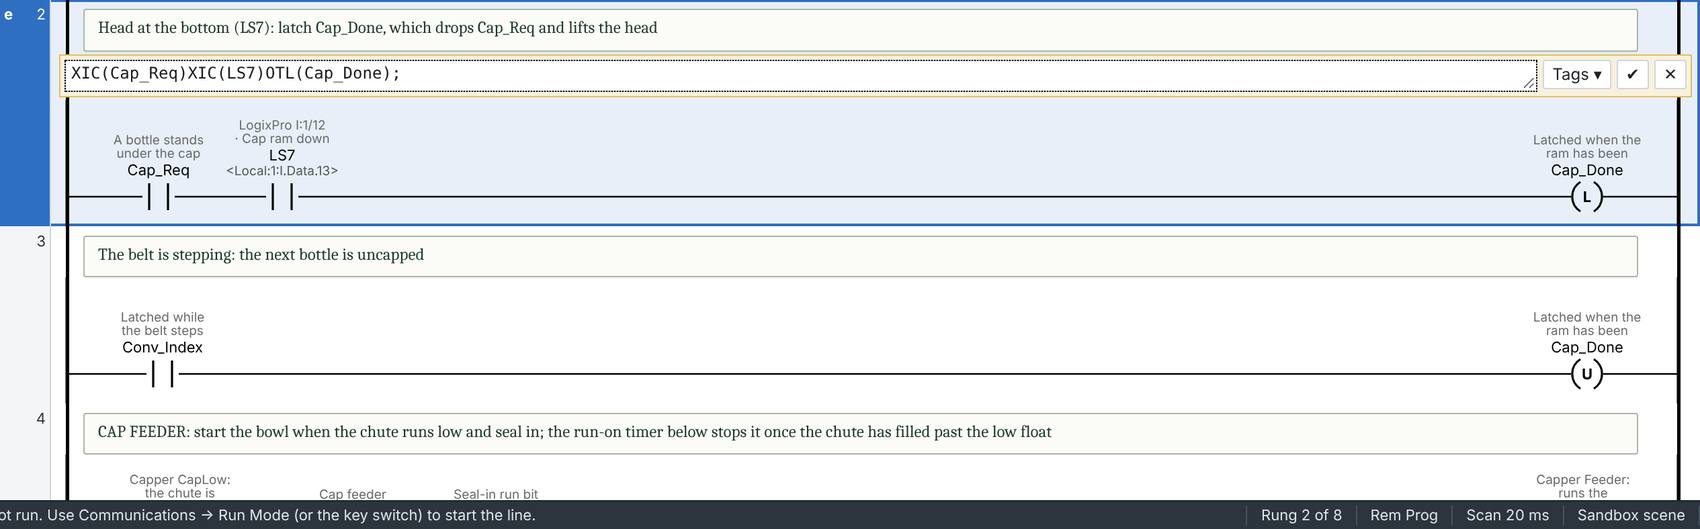 e 2
Head at the bottom (LS7): latch Cap_Done, which drops Cap_Req and lifts the head
XIC(Cap_Req)XIC(LS7)OTL(Cap_Done);
Tags ▾ ✔ ✕
A bottle stands
under the cap
Cap_Req
LogixPro I:1/12
· Cap ram down
LS7
<Local:1:I.Data.13>
Latched when the
ram has been
Cap_Done
L
3
The belt is stepping: the next bottle is uncapped
Latched while
the belt steps
Conv_Index
Latched when the
ram has been
Cap_Done
U
4
CAP FEEDER: start the bowl when the chute runs low and seal in; the run-on timer below stops it once the chute has filled past the low float
Capper CapLow:
the chute is
Cap feeder
Seal-in run bit
Capper Feeder:
runs the
ot run. Use Communications → Run Mode (or the key switch) to start the line.
Rung 2 of 8
Rem Prog
Scan 20 ms
Sandbox scene